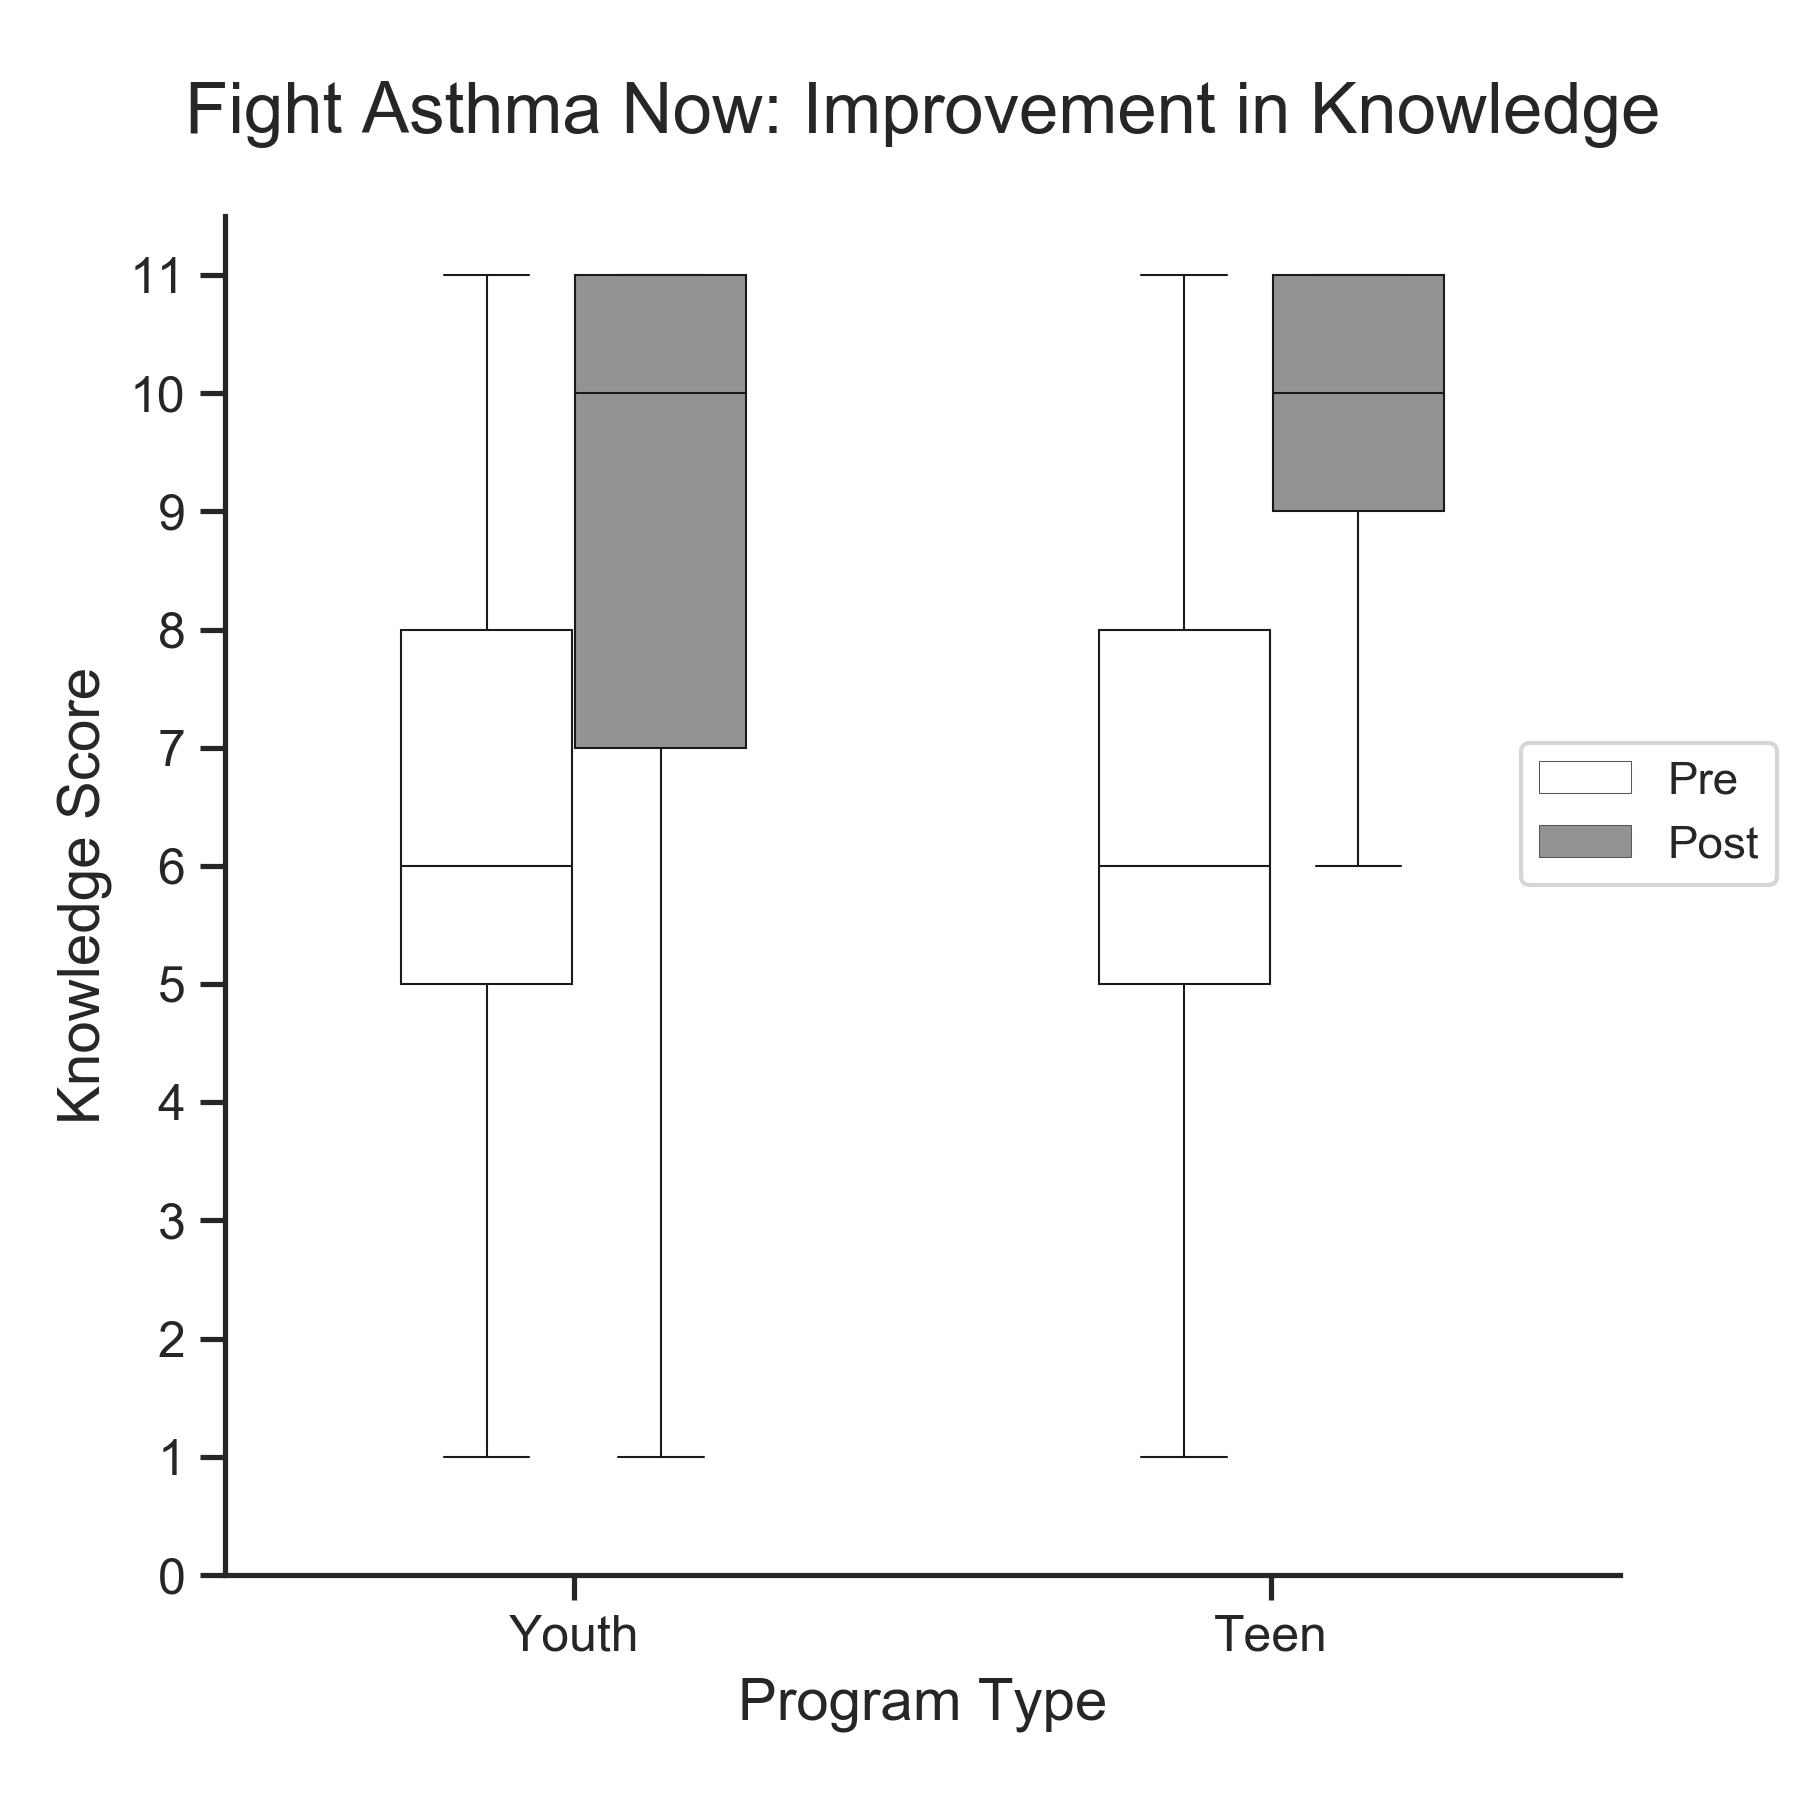 Fight Asthma Now: Improvement in Knowledge
Knowledge Score
11
10
9
8
7
6
5
4
3
2
1
0
Youth
Teen
Program Type
Pre
Post